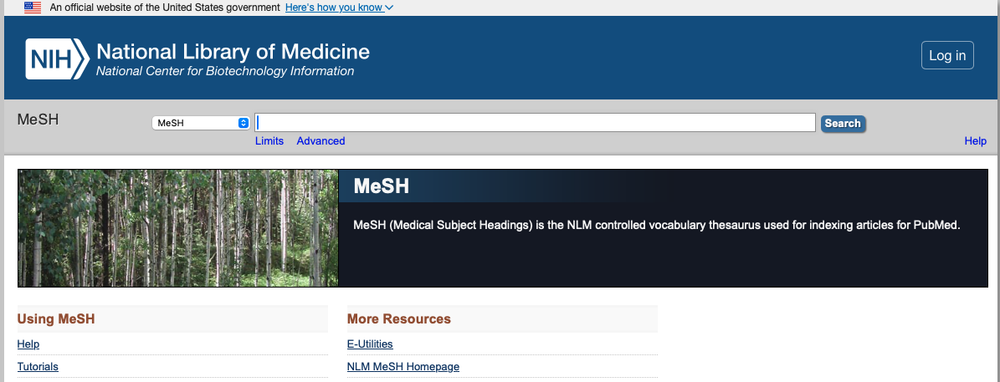 An official website of the United States government Here's how you know
NIH National Library of Medicine
National Center for Biotechnology Information
Log in
MeSH
MeSH
Search
Limits Advanced
Help
MeSH
MeSH (Medical Subject Headings) is the NLM controlled vocabulary thesaurus used for indexing articles for PubMed.
Using MeSH
Help
Tutorials
More Resources
E-Utilities
NLM MeSH Homepage